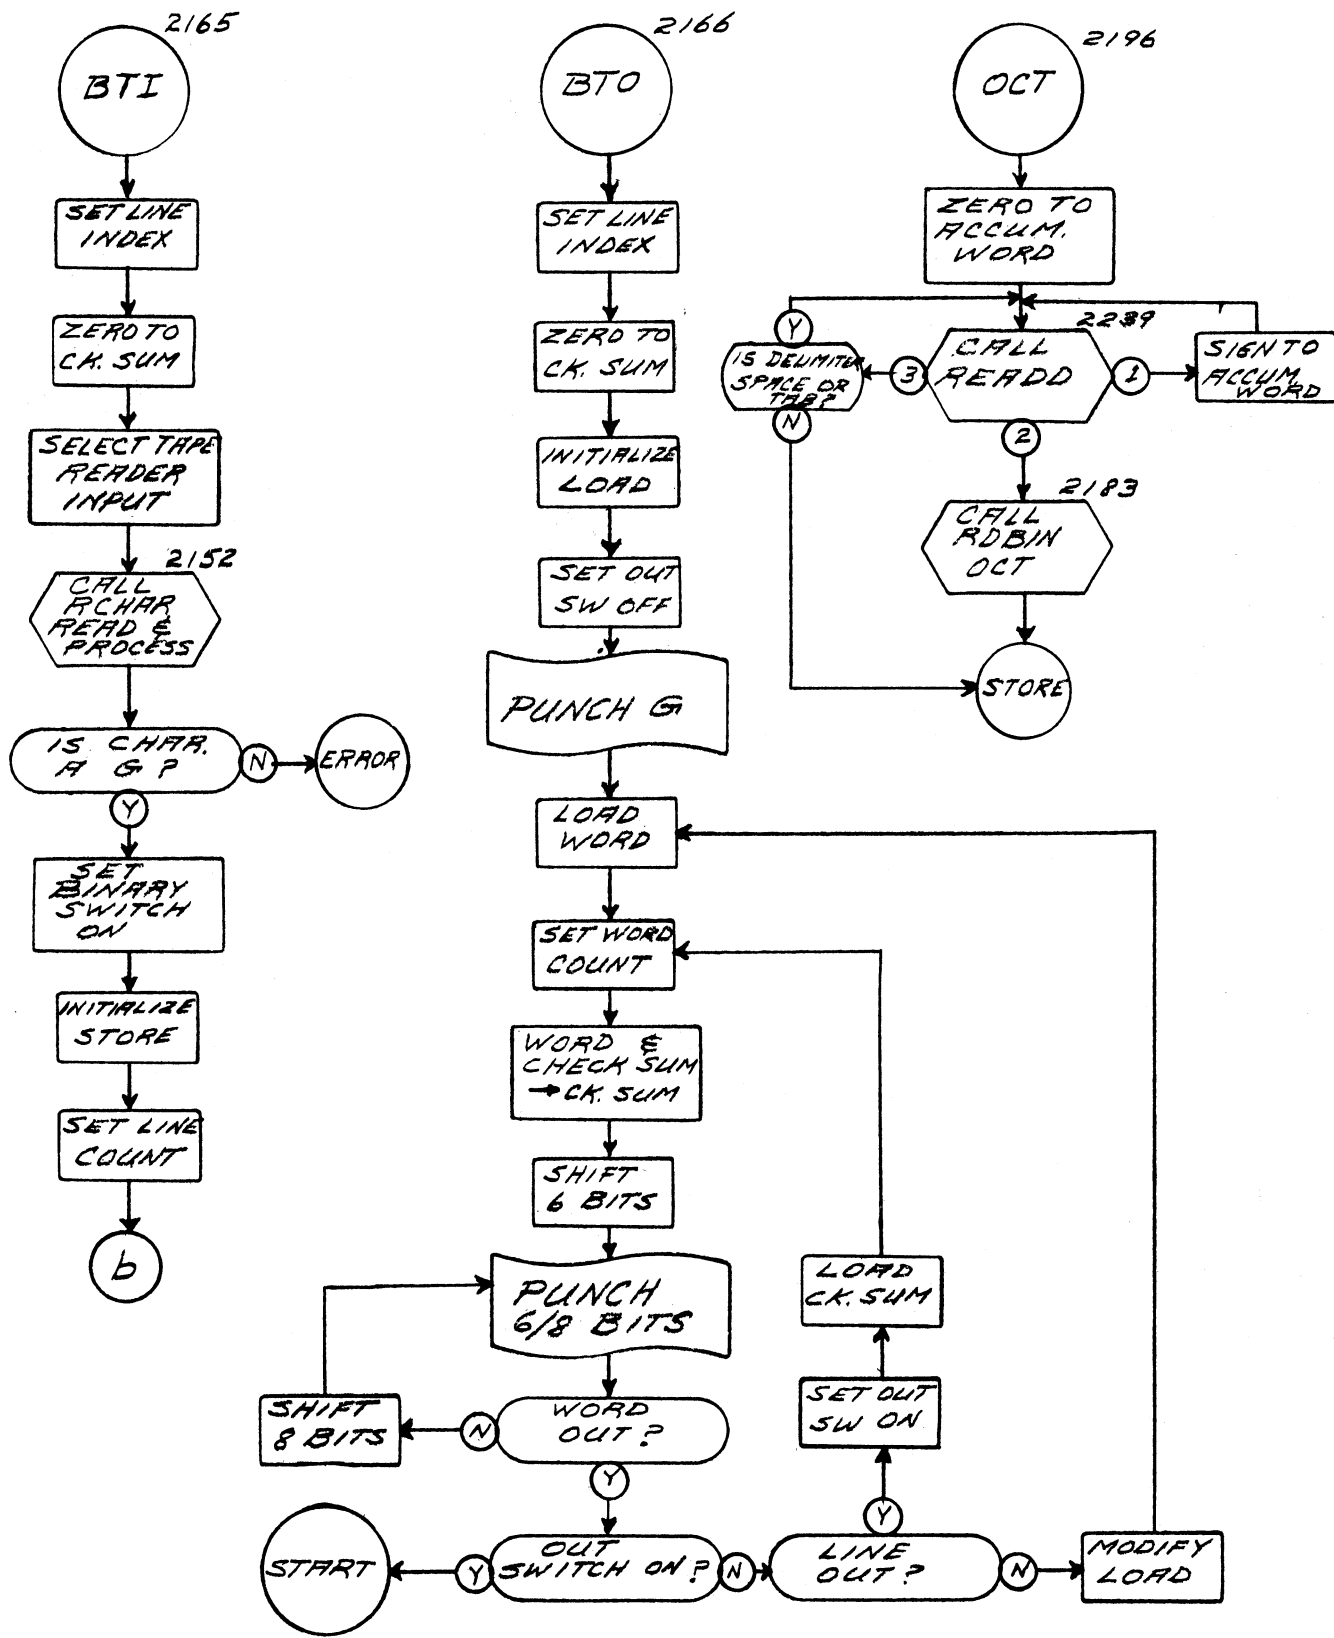 2165
BTI
SET LINE
INDEX
ZERO TO
CK. SUM
SELECT TAPE
READER
INPUT
2152
CALL
RCHAR
READ &
PROCESS
IS CHAR.
A G?
N
ERROR
Y
SET
BINARY
SWITCH
ON
INITIALIZE
STORE
SET LINE
COUNT
b
2166
BTO
SET LINE
INDEX
ZERO TO
CK. SUM
INITIALIZE
LOAD
SET OUT
SW OFF
PUNCH G
LOAD
WORD
SET WORD
COUNT
WORD &
CHECK SUM
→ CK. SUM
SHIFT
6 BITS
PUNCH
6/8 BITS
WORD
OUT?
N
SHIFT
8 BITS
Y
OUT
SWITCH ON?
Y
START
N
LINE
OUT?
Y
SET OUT
SW ON
LOAD
CK. SUM
N
MODIFY
LOAD
2196
OCT
ZERO TO
ACCUM.
WORD
2239
CALL
READD
1
SIGN TO
ACCUM.
WORD
3
IS DELIMITER
SPACE OR
TAB?
Y
N
2
2183
CALL
RDBIN
OCT
STORE